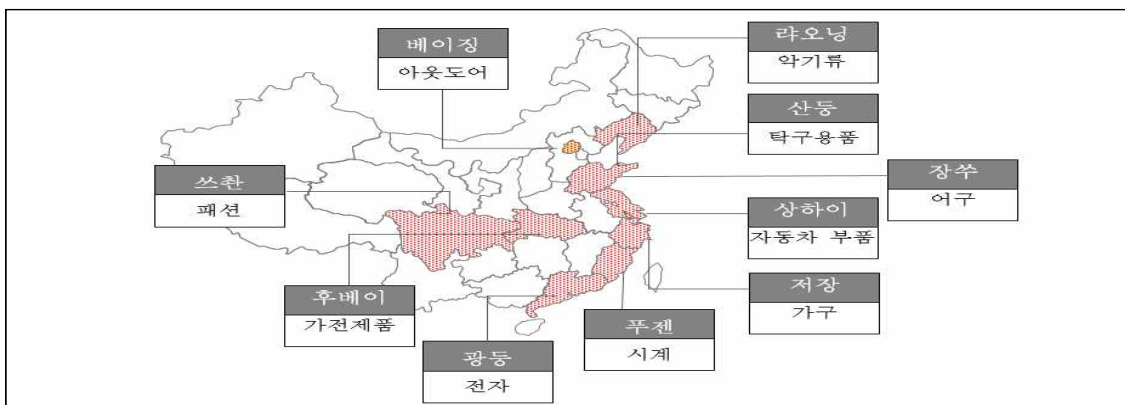 베이징
아웃도어
랴오닝
악기류
산둥
탁구용품
쓰촨
패션
장쑤
어구
상하이
자동차 부품
후베이
가전제품
저장
가구
푸젠
시계
광둥
전자